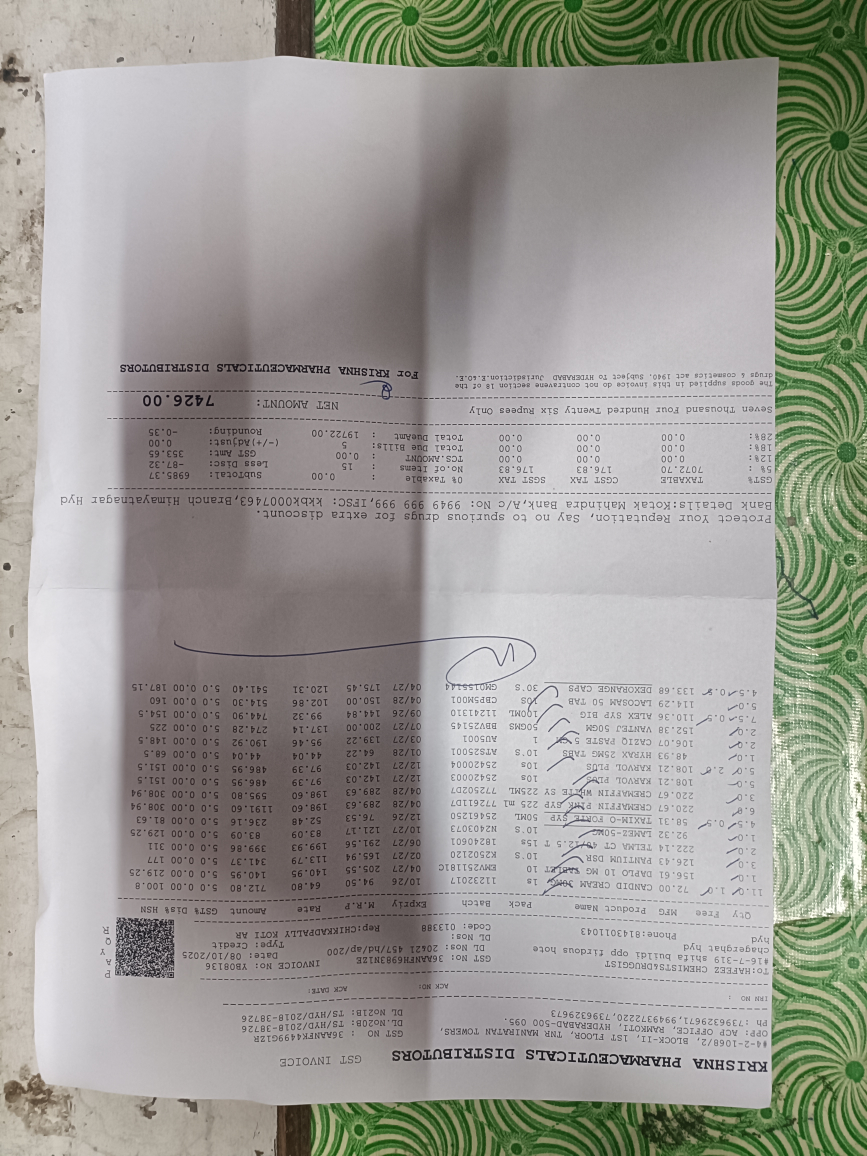 KRISHNA PHARMACEUTICALS DISTRIBUTORS GST INVOICE
#4-2-1068/2, BLOCK-II, 1ST FLOOR, TNR MANIRATAN TOWERS, GST NO : 36AANFK4499G1ZR
OPP: ACP OFFICE, RAMKOTI, HYDERABAD-500 095. DL.No20B: TS/HYD/2018-38726
Ph :7396329671,9949372220,7396329673 DL No21B: TS/HYD/2018-38726
IRN NO : ACK NO: ACK DATE:
To:HAFEEZ CHEMISTS&DRUGGIST GST No: 36AANHR6983N1ZE INVOICE No: YB08136
#16-7-319 shifa buildi opp firdous hote DL Nos: 20421 457/hd/ap/200 Date: 08/10/2025
chagerghat hyd DL Nos: Type: Credit
hyd Phone:8143013043 Code: 013388 Rep:CHIKKADPALLY KOTI AR
P A Y Q R
Qty Free MFG Product Name Pack Batch Expriy M.R.P Rate Amount GST% Dis% HSN
11.0 1.0 72.00 CANDID CREAM 30MG 1s 11232017 10/26 94.50 64.80 712.80 5.0 0.00 100.8
1.0 156.61 DAPLO 10 MG TABLET 10 EMV251181C 04/27 205.55 140.95 140.95 5.0 0.00 219.25
3.0 126.43 PANTIUM DSR 10'S K2502120 02/27 165.94 113.79 341.37 5.0 0.00 177
2.0 222.14 TELMA CT 40/12.5 T 15s 18240601 06/27 291.56 199.93 399.86 5.0 0.00 311
1.0 92.32 LAMEZ-50MG 10'S N2403073 10/27 121.17 83.09 83.09 5.0 0.00 129.25
4.5 0.5 58.31 TAXIM-O FORTE SYP 50ML 25461250 12/26 76.53 52.48 236.16 5.0 0.00 81.63
6.0 220.67 CREMAFFIN PINK SYP 225 ml 772611D7 04/28 289.63 198.60 1191.60 5.0 0.00 308.94
3.0 220.67 CREMAFFIN WHITE SY 225ML 772502D7 04/28 289.63 198.60 595.80 5.0 0.00 308.94
5.0 108.21 KARVOL PLUS 10s 25420003 12/27 142.03 97.39 486.95 5.0 0.00 151.5
5.0 2.0 108.21 KARVOL PLUS 10s 25420004 12/27 142.03 97.39 486.95 5.0 0.00 151.5
1.0 48.93 HYRAX 25MG TABS 10'S ATS25001 01/28 64.22 44.04 44.04 5.0 0.00 68.5
2.0 106.07 CAZIQ PASTE 5 GM 1 AU5001 03/27 139.22 95.46 190.92 5.0 0.00 148.5
2.0 152.38 VANTEJ 50GM 50GMS BBV25145 07/27 200.00 137.14 274.28 5.0 0.00 225
7.5 0.5 110.36 ALEX SYP BIG 100ML 11241310 09/26 144.84 99.32 744.90 5.0 0.00 154.5
5.0 114.29 LACOSAM 50 TAB 10s CBPSM001 04/28 150.00 102.86 514.30 5.0 0.00 160
4.5 0.5 133.68 DEXORANGE CAPS 30'S GM0155144 04/27 175.45 120.31 541.40 5.0 0.00 187.15
Protect Your Reputation, Say no to spurious drugs for extra discount.
Bank Details:Kotak Mahindra Bank,A/c No: 9949 999 999,IFSC: kkbk0007463,Branch Himayatnagar Hyd
GST% TAXABLE CGST TAX SGST TAX 0% Taxable : 0.00 Subtotal: 6985.37
5% : 7072.70 176.83 176.83 No.of Items : 15 Less Disc: -87.32
12%: 0.00 0.00 0.00 TCS.AMOUNT : 0.00 GST Amt: 353.65
18%: 0.00 0.00 0.00 Total Due Bills: 5 (-/+)Adjust: 0.00
28%: 0.00 0.00 0.00 Total DueAmt : 19722.00 Rounding: -0.35
Seven Thousand Four Hundred Twenty Six Rupees Only NET AMOUNT: 7426.00
The goods supplied in this invoice do not contravene section 18 of the
drugs & cosmetics act 1940. Subject To HYDERABAD Jurisdiction.E.&O.E.
For KRISHNA PHARMACEUTICALS DISTRIBUTORS